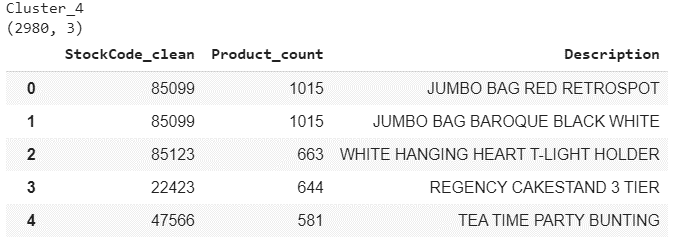 Cluster_4
(2980, 3)
StockCode_clean Product_count Description
0 85099 1015 JUMBO BAG RED RETROSPOT
1 85099 1015 JUMBO BAG BAROQUE BLACK WHITE
2 85123 663 WHITE HANGING HEART T-LIGHT HOLDER
3 22423 644 REGENCY CAKESTAND 3 TIER
4 47566 581 TEA TIME PARTY BUNTING